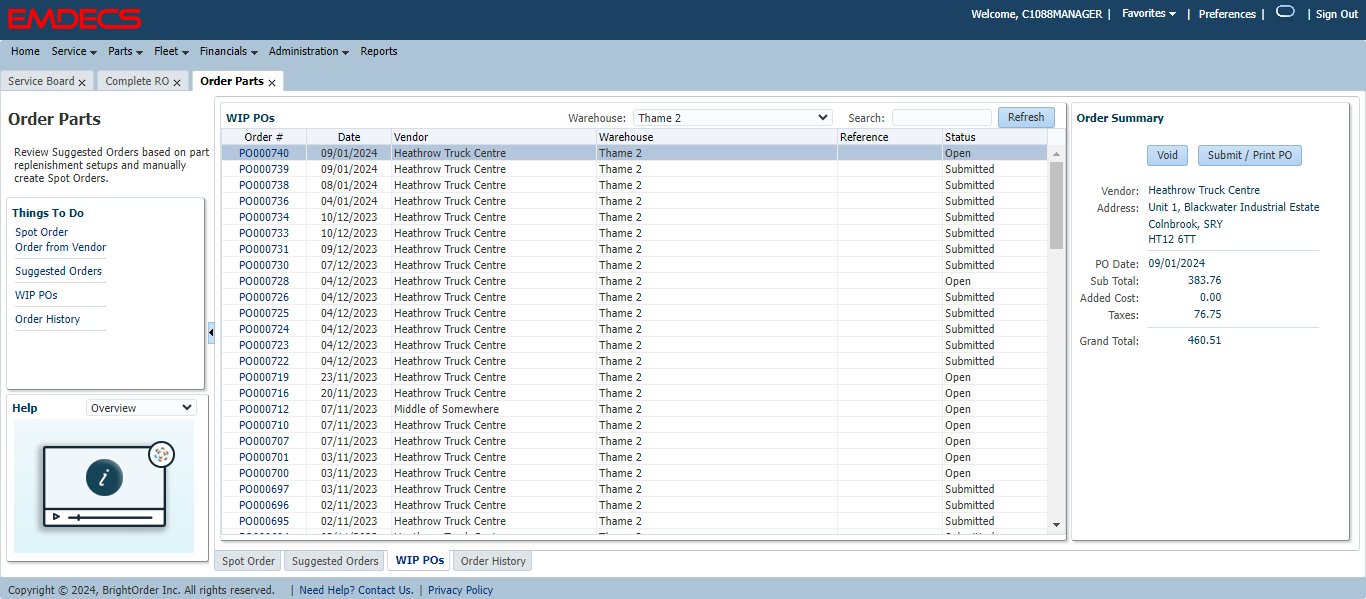 EMDECS
Welcome, C1088MANAGER | Favorites | Preferences | | Sign Out
Home Service Parts Fleet Financials Administration Reports
Service Board x Complete RO x Order Parts x
Order Parts
Review Suggested Orders based on part
replenishment setups and manually
create Spot Orders.
Things To Do
Spot Order
Order from Vendor
Suggested Orders
WIP POs
Order History
Help Overview
i
WIP POs Warehouse: Thame 2 Search: Refresh
Order # Date Vendor Warehouse Reference Status
PO000740 09/01/2024 Heathrow Truck Centre Thame 2 Open
PO000739 09/01/2024 Heathrow Truck Centre Thame 2 Submitted
PO000738 08/01/2024 Heathrow Truck Centre Thame 2 Submitted
PO000736 04/01/2024 Heathrow Truck Centre Thame 2 Submitted
PO000734 10/12/2023 Heathrow Truck Centre Thame 2 Submitted
PO000733 10/12/2023 Heathrow Truck Centre Thame 2 Submitted
PO000731 09/12/2023 Heathrow Truck Centre Thame 2 Submitted
PO000730 07/12/2023 Heathrow Truck Centre Thame 2 Submitted
PO000728 04/12/2023 Heathrow Truck Centre Thame 2 Open
PO000726 04/12/2023 Heathrow Truck Centre Thame 2 Submitted
PO000725 04/12/2023 Heathrow Truck Centre Thame 2 Submitted
PO000724 04/12/2023 Heathrow Truck Centre Thame 2 Submitted
PO000723 04/12/2023 Heathrow Truck Centre Thame 2 Submitted
PO000722 04/12/2023 Heathrow Truck Centre Thame 2 Submitted
PO000719 23/11/2023 Heathrow Truck Centre Thame 2 Open
PO000716 20/11/2023 Heathrow Truck Centre Thame 2 Open
PO000712 07/11/2023 Middle of Somewhere Thame 2 Open
PO000710 07/11/2023 Heathrow Truck Centre Thame 2 Open
PO000707 07/11/2023 Heathrow Truck Centre Thame 2 Open
PO000701 03/11/2023 Heathrow Truck Centre Thame 2 Open
PO000700 03/11/2023 Heathrow Truck Centre Thame 2 Open
PO000697 03/11/2023 Heathrow Truck Centre Thame 2 Submitted
PO000696 02/11/2023 Heathrow Truck Centre Thame 2 Submitted
PO000695 02/11/2023 Heathrow Truck Centre Thame 2 Submitted
Order Summary
Void Submit / Print PO
Vendor: Heathrow Truck Centre
Address: Unit 1, Blackwater Industrial Estate
Colnbrook, SRY
HT12 6TT
PO Date: 09/01/2024
Sub Total: 383.76
Added Cost: 0.00
Taxes: 76.75
Grand Total: 460.51
Spot Order Suggested Orders WIP POs Order History
Copyright © 2024, BrightOrder Inc. All rights reserved. | Need Help? Contact Us. | Privacy Policy